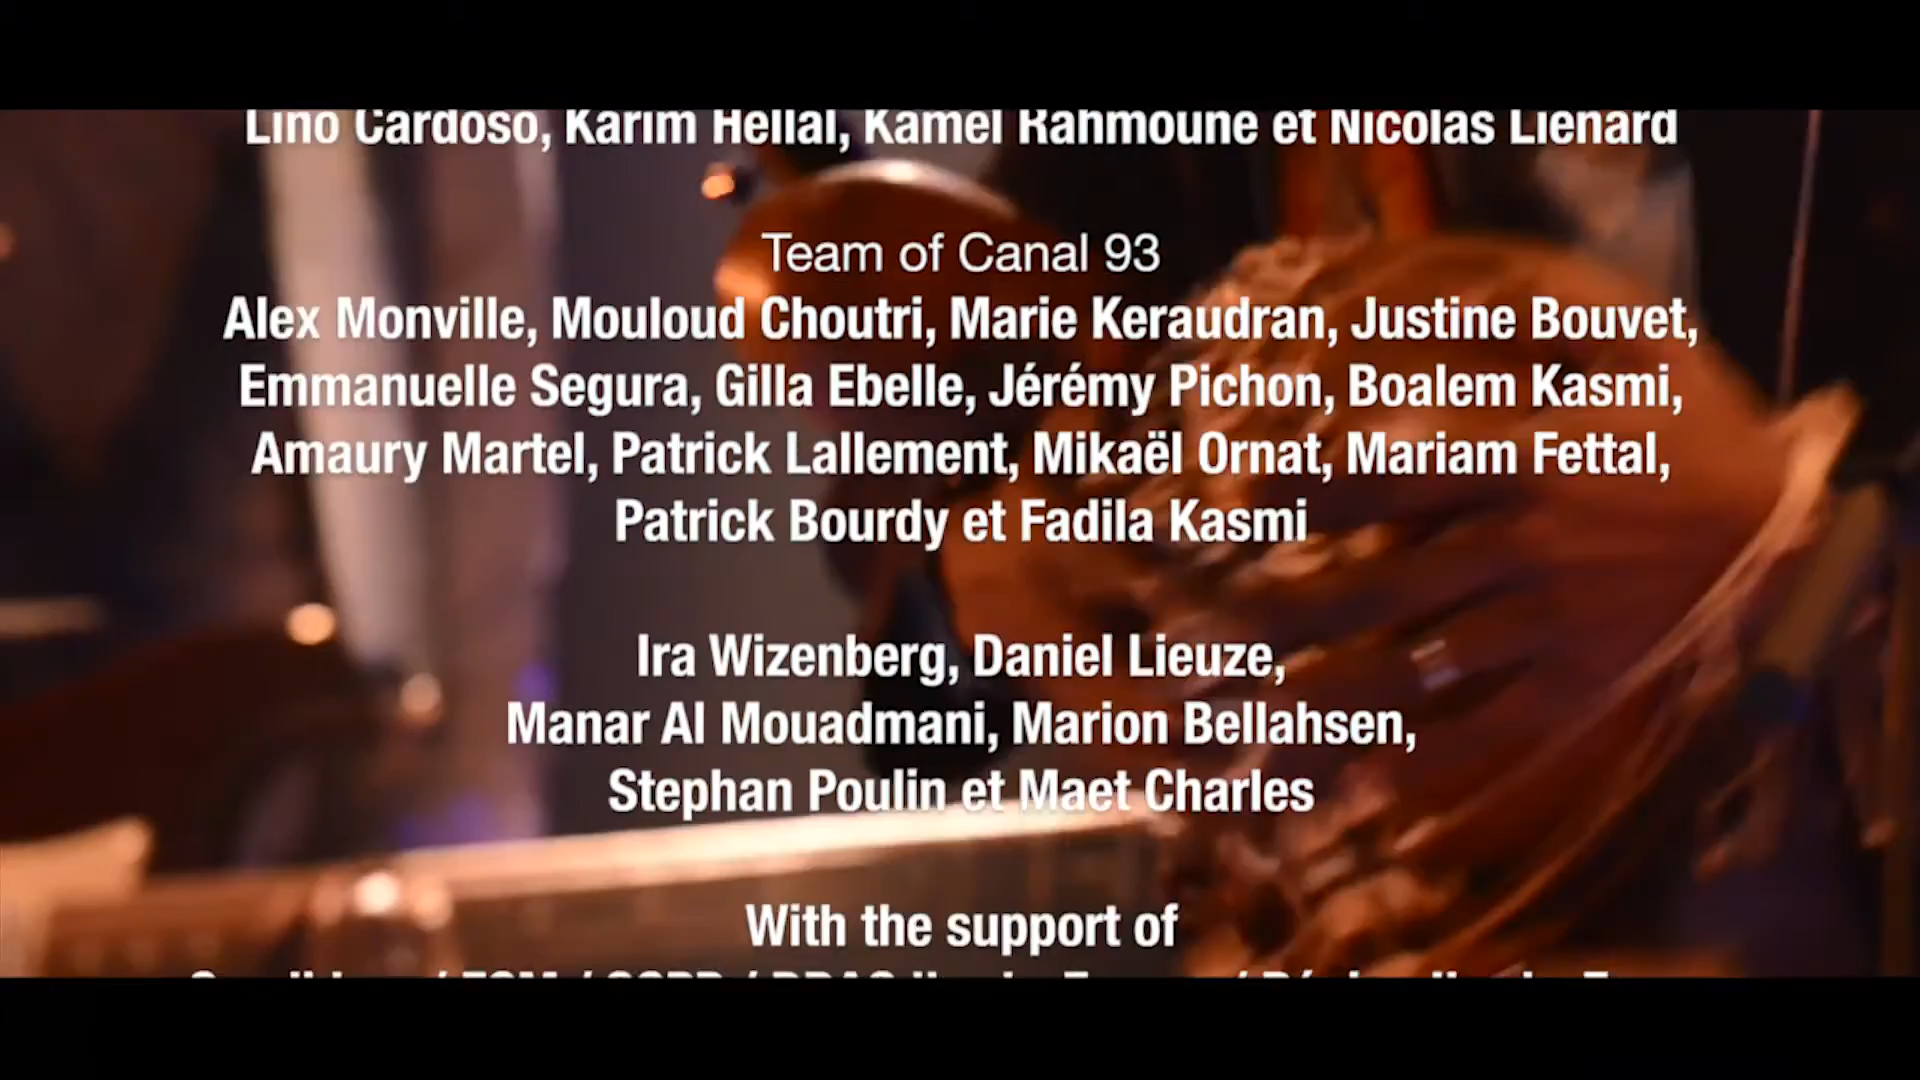 Lino Cardoso, Karim Hellal, Kamel Rahmoune et Nicolas Lienard
Team of Canal 93
Alex Monville, Mouloud Choutri, Marie Keraudran, Justine Bouvet,
Emmanuelle Segura, Gilla Ebelle, Jérémy Pichon, Boalem Kasmi,
Amaury Martel, Patrick Lallement, Mikaël Ornat, Mariam Fettal,
Patrick Bourdy et Fadila Kasmi
Ira Wizenberg, Daniel Lieuze,
Manar Al Mouadmani, Marion Bellahsen,
Stephan Poulin et Maet Charles
With the support of